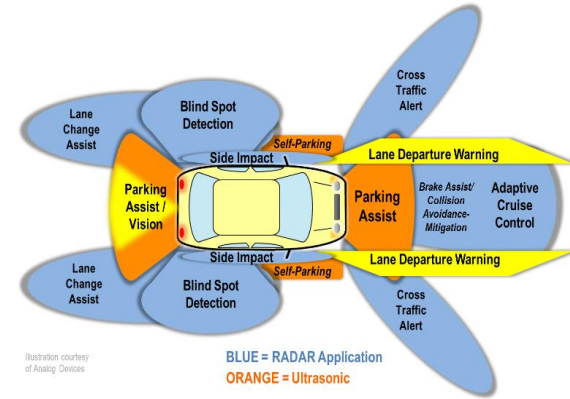 Cross
Traffic
Alert
Lane
Change
Assist
Blind Spot
Detection
Self-Parking
Side Impact
Lane Departure Warning
Parking
Assist /
Vision
Parking
Assist
Brake Assist/
Collision
Avoidance-
Mitigation
Adaptive
Cruise
Control
Side Impact
Lane Departure Warning
Self-Parking
Lane
Change
Assist
Blind Spot
Detection
Cross
Traffic
Alert
Illustration courtesy
of Analog Devices
BLUE = RADAR Application
ORANGE = Ultrasonic